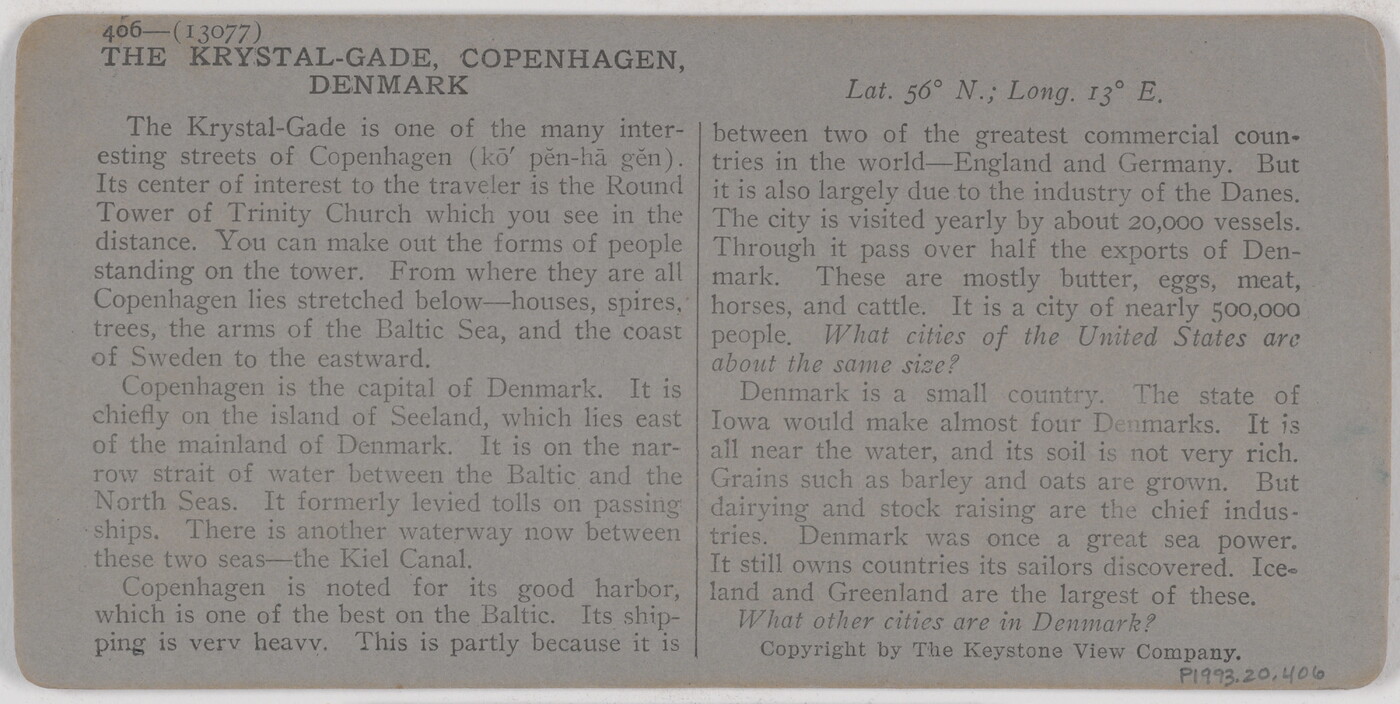 406—(13077)
THE KRYSTAL-GADE, COPENHAGEN,
DENMARK
The Krystal-Gade is one of the many inter-
esting streets of Copenhagen (kō′ pĕn-hā gĕn).
Its center of interest to the traveler is the Round
Tower of Trinity Church which you see in the
distance. You can make out the forms of people
standing on the tower. From where they are all
Copenhagen lies stretched below—houses, spires,
trees, the arms of the Baltic Sea, and the coast
of Sweden to the eastward.
Copenhagen is the capital of Denmark. It is
chiefly on the island of Seeland, which lies east
of the mainland of Denmark. It is on the nar-
row strait of water between the Baltic and the
North Seas. It formerly levied tolls on passing
ships. There is another waterway now between
these two seas—the Kiel Canal.
Copenhagen is noted for its good harbor,
which is one of the best on the Baltic. Its ship-
ping is very heavy. This is partly because it is
Lat. 56° N.; Long. 13° E.
between two of the greatest commercial coun-
tries in the world—England and Germany. But
it is also largely due to the industry of the Danes.
The city is visited yearly by about 20,000 vessels.
Through it pass over half the exports of Den-
mark. These are mostly butter, eggs, meat,
horses, and cattle. It is a city of nearly 500,000
people. What cities of the United States are
about the same size?
Denmark is a small country. The state of
Iowa would make almost four Denmarks. It is
all near the water, and its soil is not very rich.
Grains such as barley and oats are grown. But
dairying and stock raising are the chief indus-
tries. Denmark was once a great sea power.
It still owns countries its sailors discovered. Ice-
land and Greenland are the largest of these.
What other cities are in Denmark?
Copyright by The Keystone View Company.
P1993.20.406